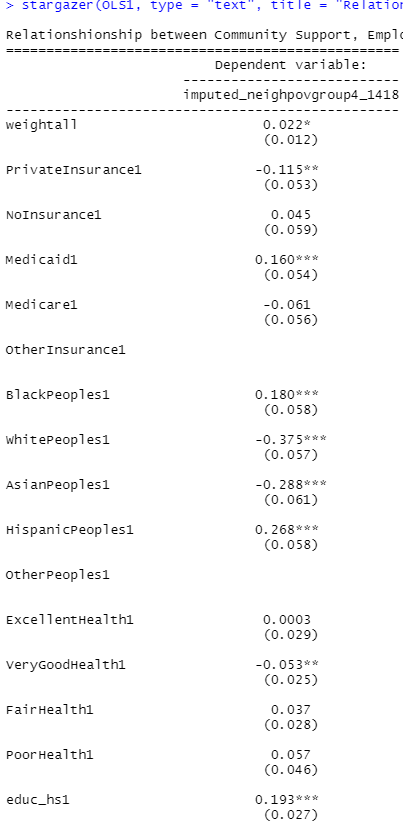 > stargazer(OLS1, type = "text", title = "Relation
Relationshionship between Community Support, Emplo
==================================================
Dependent variable:
---------------------------
imputed_neighpovgroup4_1418
--------------------------------------------------
weightall 0.022*
(0.012)
PrivateInsurance1 -0.115**
(0.053)
NoInsurance1 0.045
(0.059)
Medicaid1 0.160***
(0.054)
Medicare1 -0.061
(0.056)
OtherInsurance1
BlackPeoples1 0.180***
(0.058)
WhitePeoples1 -0.375***
(0.057)
AsianPeoples1 -0.288***
(0.061)
HispanicPeoples1 0.268***
(0.058)
OtherPeoples1
ExcellentHealth1 0.0003
(0.029)
VeryGoodHealth1 -0.053**
(0.025)
FairHealth1 0.037
(0.028)
PoorHealth1 0.057
(0.046)
educ_hs1 0.193***
(0.027)